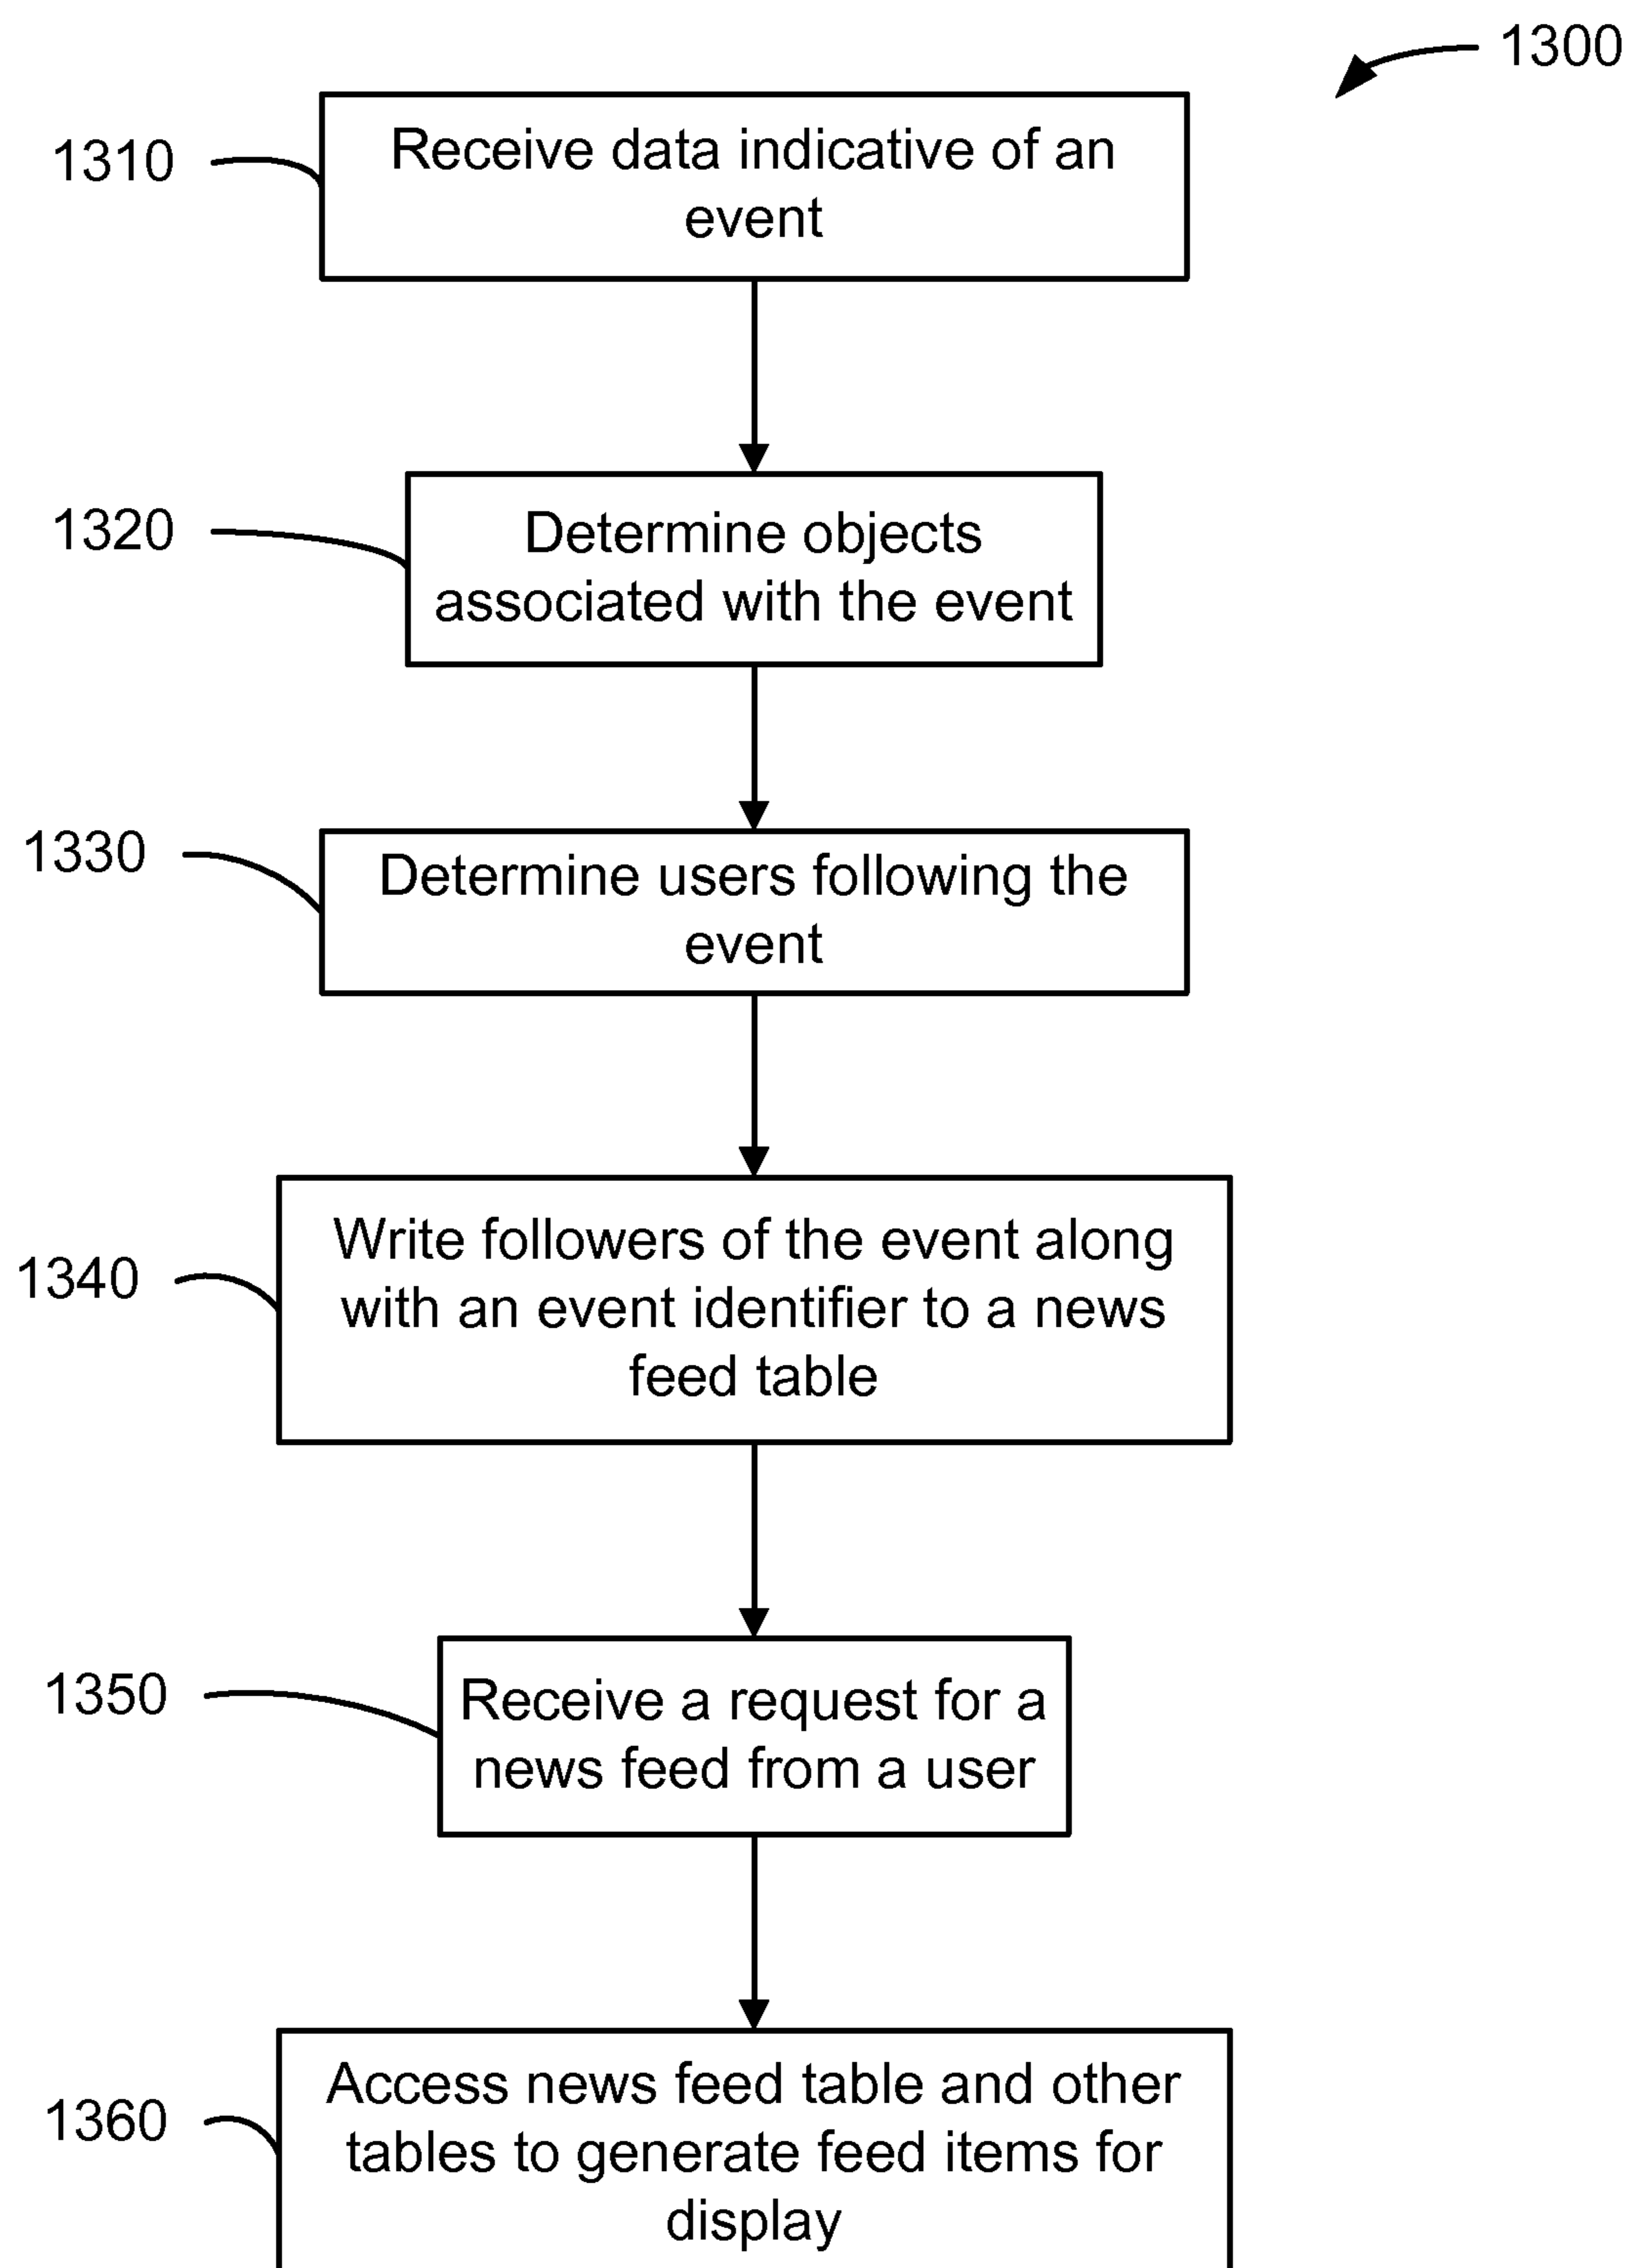 1300
1310
Receive data indicative of an
event
1320
Determine objects
associated with the event
1330
Determine users following the
event
1340
Write followers of the event along
with an event identifier to a news
feed table
1350
Receive a request for a
news feed from a user
1360
Access news feed table and other
tables to generate feed items for
display